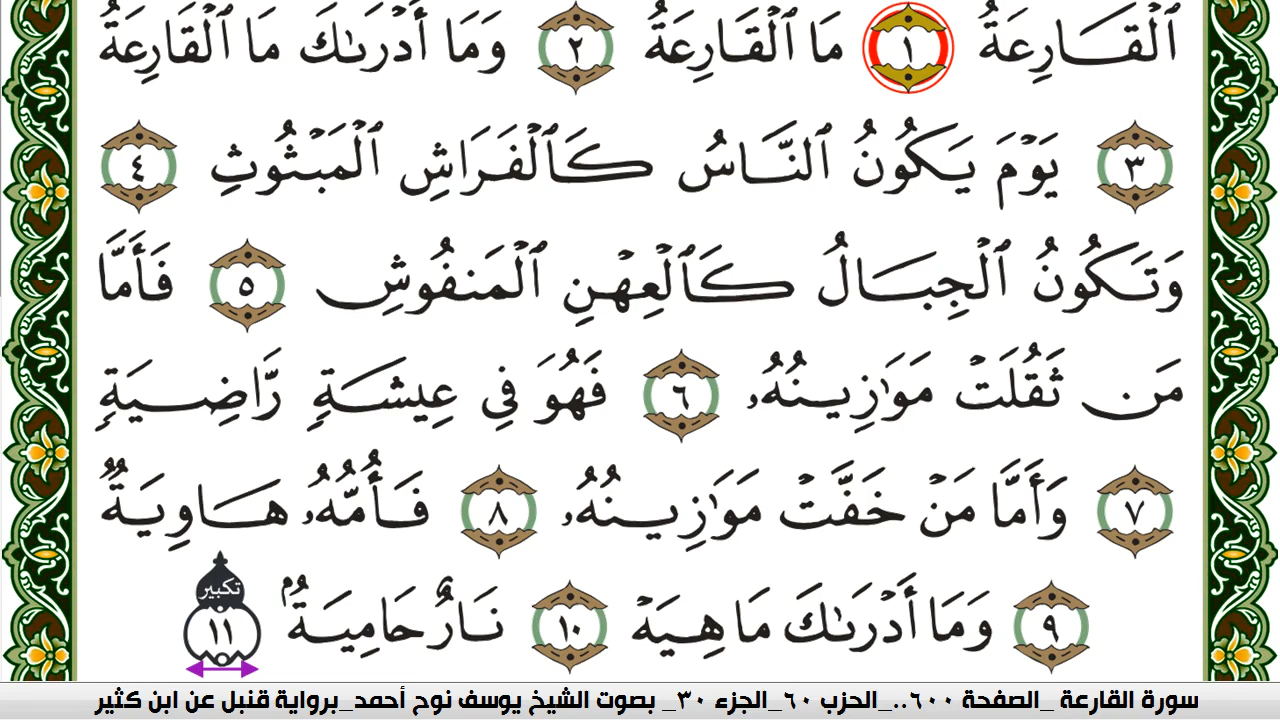 ٱلۡقَارِعَةُ ١ مَا ٱلۡقَارِعَةُ ٢ وَمَآ أَدۡرَىٰكَ مَا ٱلۡقَارِعَةُ
٣ يَوۡمَ يَكُونُ ٱلنَّاسُ كَٱلۡفَرَاشِ ٱلۡمَبۡثُوثِ ٤
وَتَكُونُ ٱلۡجِبَالُ كَٱلۡعِهۡنِ ٱلۡمَنفُوشِ ٥ فَأَمَّا
مَن ثَقُلَتۡ مَوَٰزِينُهُۥ ٦ فَهُوَ فِي عِيشَةٖ رَّاضِيَةٖ
٧ وَأَمَّا مَنۡ خَفَّتۡ مَوَٰزِينُهُۥ ٨ فَأُمُّهُۥ هَاوِيَةٞ
٩ وَمَا أَدۡرَىٰكَ مَا هِيَهۡ ١٠ نَارٌ حَامِيَةُۢ تكبير ١١
سورة القارعة _الصفحة ٦٠٠.._الحزب ٦٠_الجزء ٣٠_ بصوت الشيخ يوسف نوح أحمد_برواية قنبل عن ابن كثير